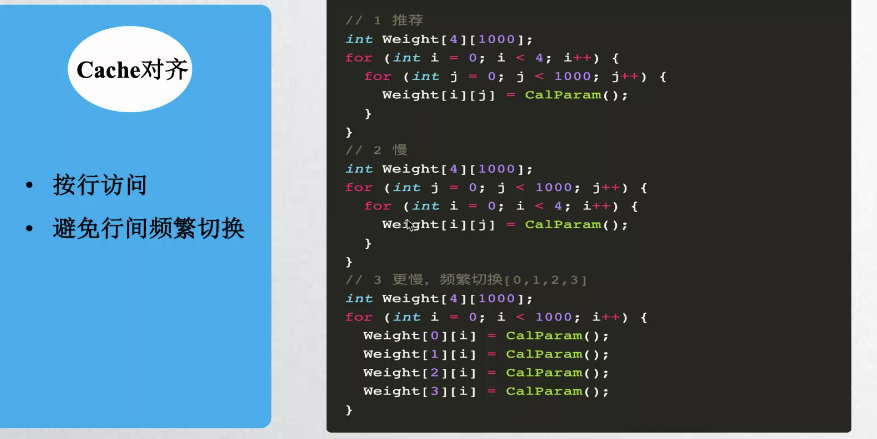 Cache对齐
• 按行访问
• 避免行间频繁切换
// 1 推荐
int Weight[4][1000];
for (int i = 0; i < 4; i++) {
  for (int j = 0; j < 1000; j++) {
    Weight[i][j] = CalParam();
  }
}
// 2 慢
int Weight[4][1000];
for (int j = 0; j < 1000; j++) {
  for (int i = 0; i < 4; i++) {
    Weight[i][j] = CalParam();
  }
}
// 3 更慢，频繁切换[0,1,2,3]
int Weight[4][1000];
for (int i = 0; i < 1000; i++) {
  Weight[0][i] = CalParam();
  Weight[1][i] = CalParam();
  Weight[2][i] = CalParam();
  Weight[3][i] = CalParam();
}